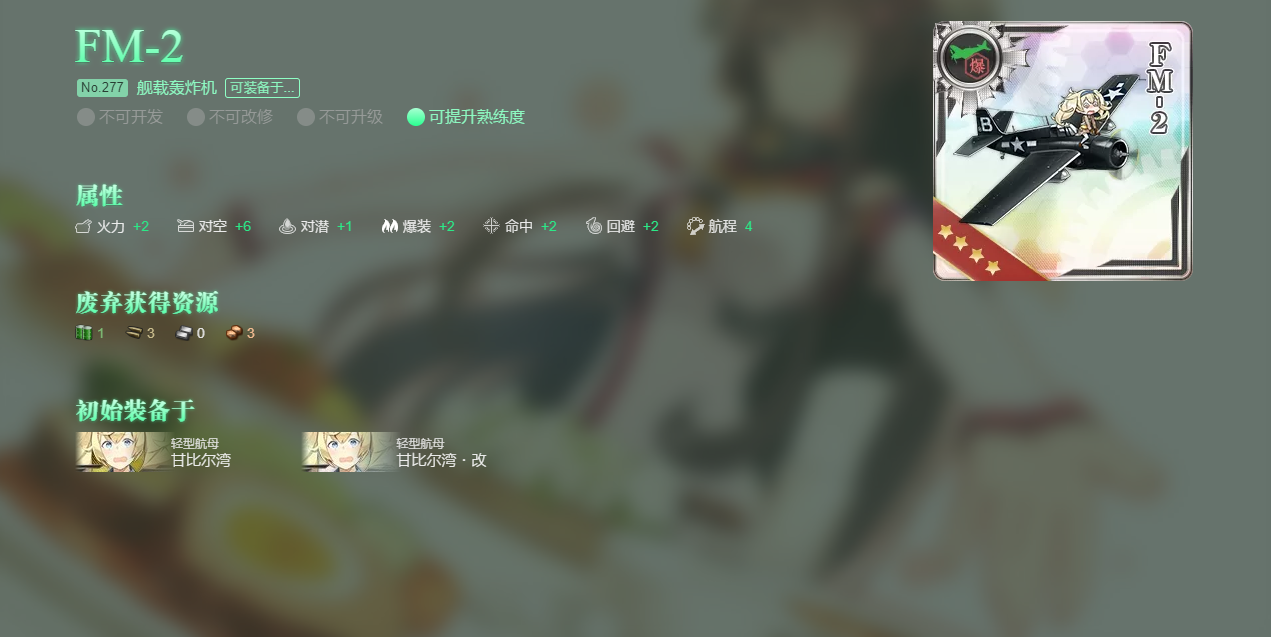 FM-2
No.277 舰载轰炸机 可装备于...
不可开发 不可改修 不可升级 可提升熟练度
属性
火力 +2 对空 +6 对潜 +1 爆装 +2 命中 +2 回避 +2 航程 4
废弃获得资源
1 3 0 3
初始装备于
轻型航母
甘比尔湾
轻型航母
甘比尔湾·改
爆
FM-2
B